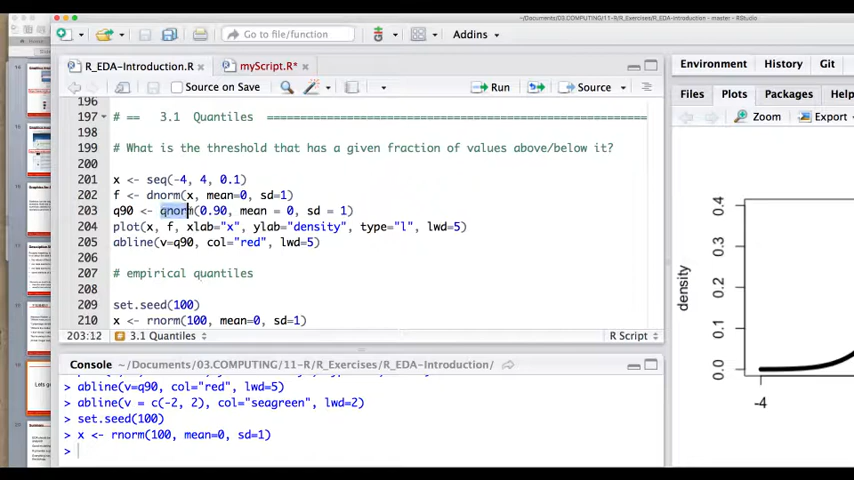 ~/Documents/03.COMPUTING/11-R/R_Exercises/R_EDA-Introduction - master - RStudio
Go to file/function
Addins
R_EDA-Introduction.R
myScript.R*
Source on Save
Run
Source
196
197 # == 3.1 Quantiles ================================================
198
199 # What is the threshold that has a given fraction of values above/below it?
200
201 x <- seq(-4, 4, 0.1)
202 f <- dnorm(x, mean=0, sd=1)
203 q90 <- qnorm(0.90, mean = 0, sd = 1)
204 plot(x, f, xlab="x", ylab="density", type="l", lwd=5)
205 abline(v=q90, col="red", lwd=5)
206
207 # empirical quantiles
208
209 set.seed(100)
210 x <- rnorm(100, mean=0, sd=1)
203:12
3.1 Quantiles
R Script
Console ~/Documents/03.COMPUTING/11-R/R_Exercises/R_EDA-Introduction/
> abline(v=q90, col="red", lwd=5)
> abline(v = c(-2, 2), col="seagreen", lwd=2)
> set.seed(100)
> x <- rnorm(100, mean=0, sd=1)
>
Environment
History
Git
Files
Plots
Packages
Help
Zoom
Export
density
0.4
0.3
0.2
0.1
0.0
-4